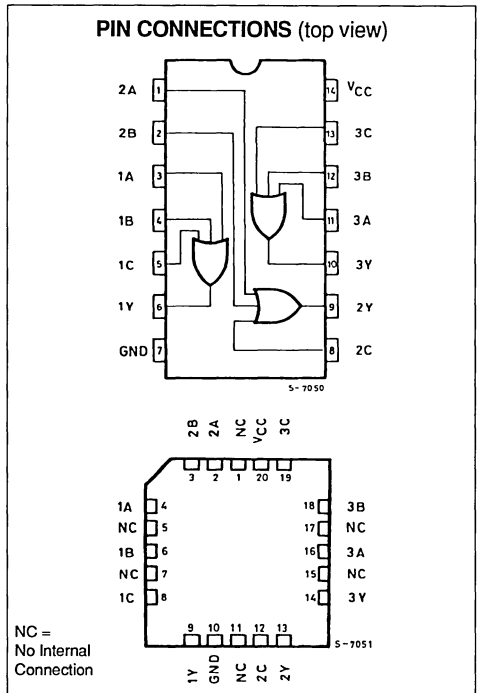 PIN CONNECTIONS (top view)
2A 1 14 VCC
2B 2 13 3C
1A 3 12 3B
1B 4 11 3A
1C 5 10 3Y
1Y 6 9 2Y
GND 7 8 2C
S-7050
2B 2A NC VCC 3C
3 2 1 20 19
1A 4 18 3B
NC 5 17 NC
1B 6 16 3A
NC 7 15 NC
1C 8 14 3Y
9 10 11 12 13
1Y GND NC 2C 2Y
S-7051
NC =
No Internal
Connection